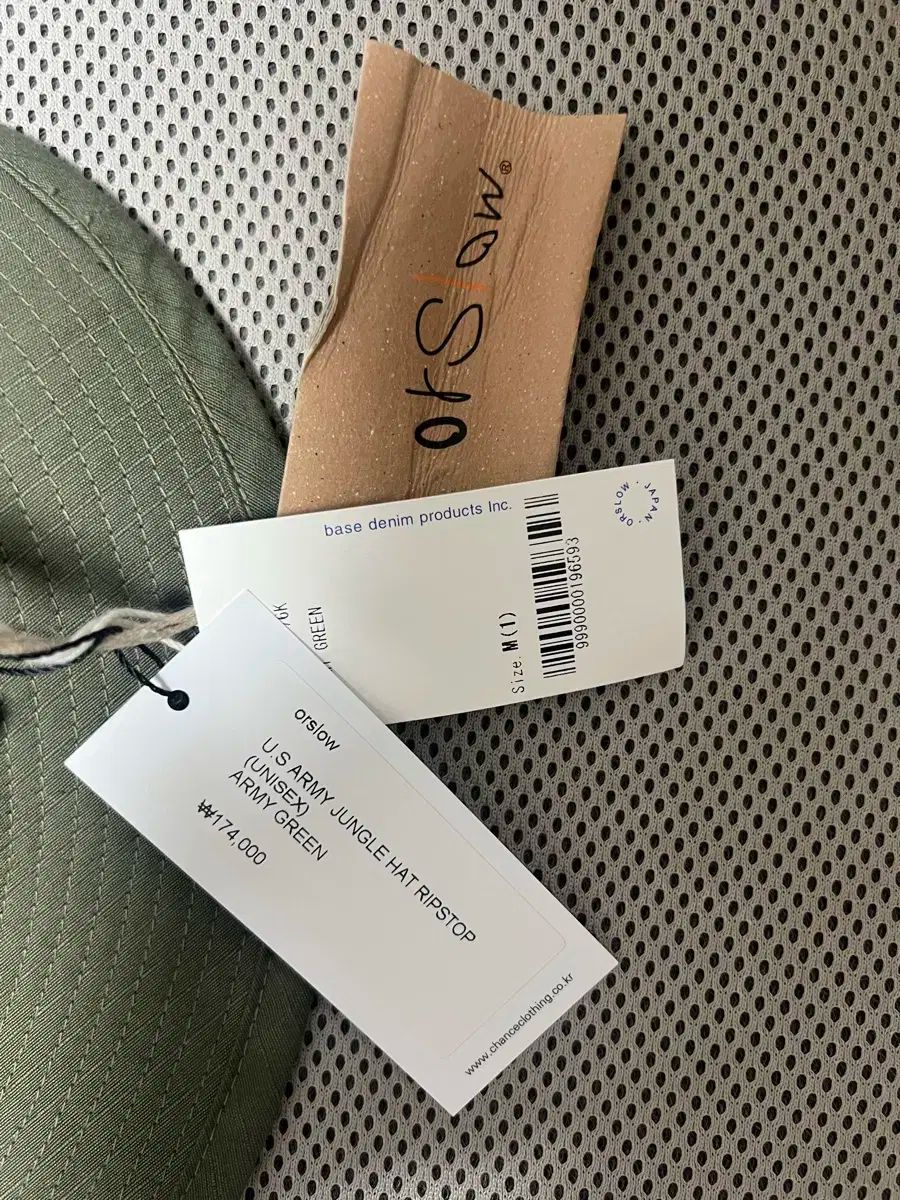 orSlow®
base denim products Inc.
ORSLOW · JAPAN ·
GREEN
Size. M(1)
9990000196593
orslow
U.S ARMY JUNGLE HAT RIPSTOP
(UNISEX)
ARMY GREEN
₩174,000
www.chanceclothing.co.kr